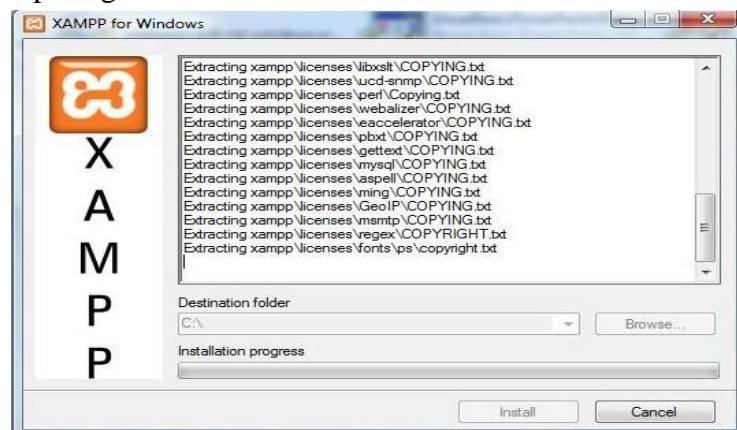 XAMPP for Windows
Extracting xampp\licenses\libxslt\COPYING.txt
Extracting xampp\licenses\ucd-snmp\COPYING.txt
Extracting xampp\licenses\perl\Copying.txt
Extracting xampp\licenses\webalizer\COPYING.txt
Extracting xampp\licenses\eaccelerator\COPYING.txt
Extracting xampp\licenses\pbxt\COPYING.txt
Extracting xampp\licenses\gettext\COPYING.txt
Extracting xampp\licenses\mysql\COPYING.txt
Extracting xampp\licenses\aspell\COPYING.txt
Extracting xampp\licenses\ming\COPYING.txt
Extracting xampp\licenses\GeoIP\COPYING.txt
Extracting xampp\licenses\msmtp\COPYING.txt
Extracting xampp\licenses\regex\COPYRIGHT.txt
Extracting xampp\licenses\fonts\ps\copyright.txt
X
A
M
P
P
Destination folder
C:\
Browse...
Installation progress
Install
Cancel